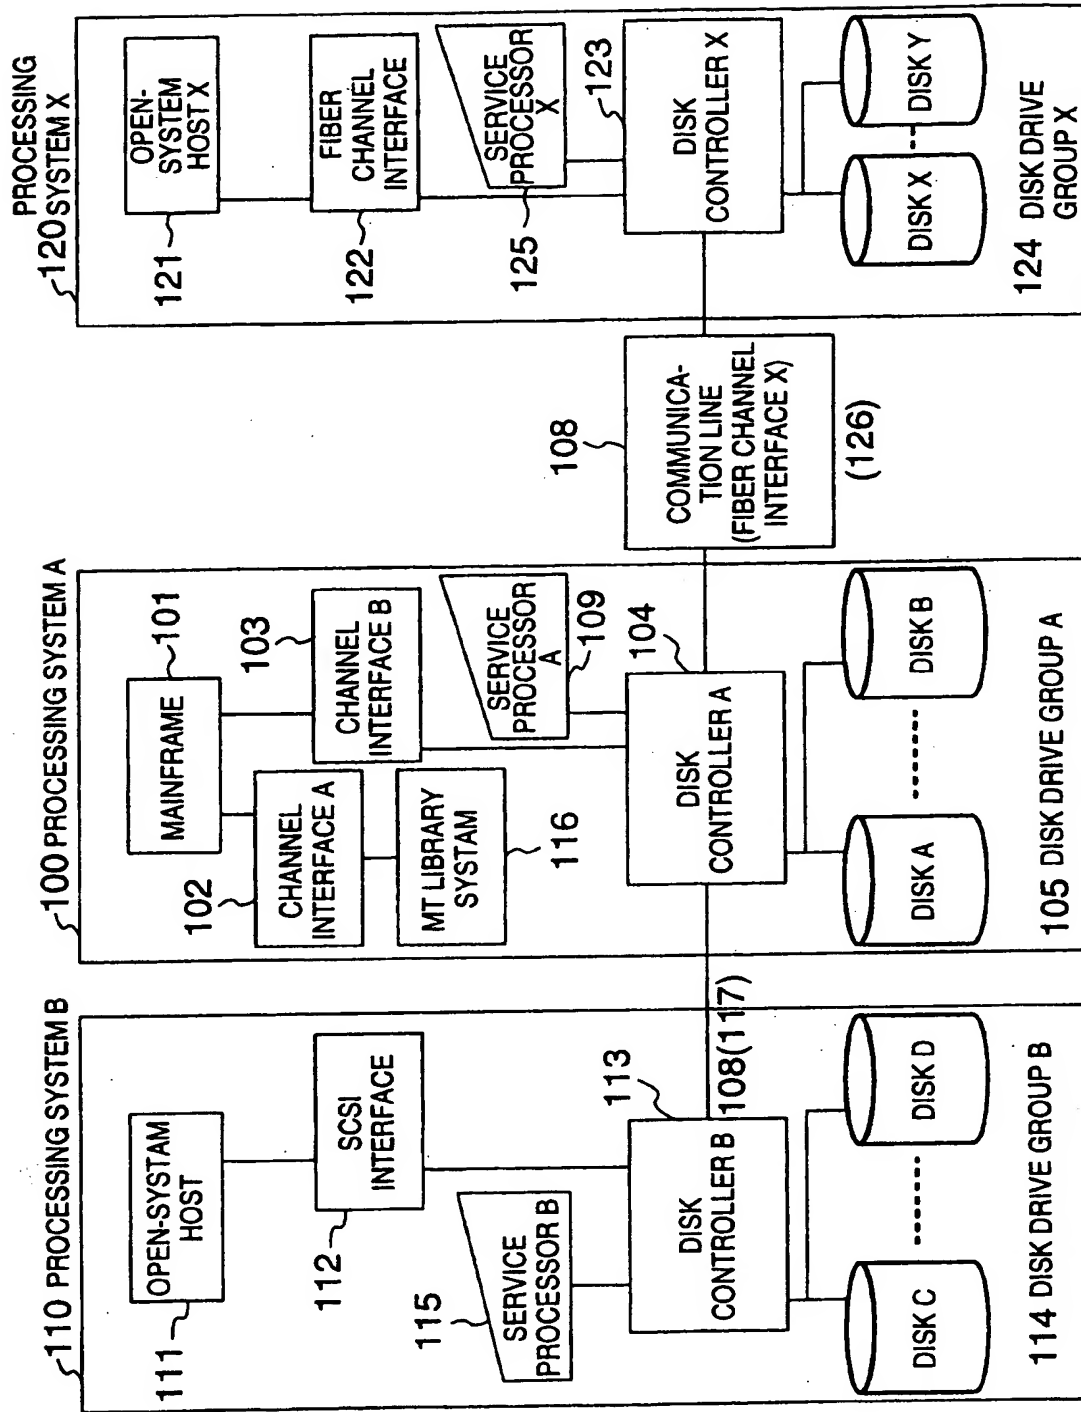 110 PROCESSING SYSTEM B
OPEN-SYSTAM
HOST
111
SCSI
INTERFACE
112
SERVICE
PROCESSOR B
115
DISK
CONTROLLER B
113
108(117)
DISK C
DISK D
114 DISK DRIVE GROUP B
100 PROCESSING SYSTEM A
MAINFRAME
101
CHANNEL
INTERFACE A
102
CHANNEL
INTERFACE B
103
MT LIBRARY
SYSTAM
116
SERVICE
PROCESSOR
A
109
DISK
CONTROLLER A
104
DISK A
DISK B
105 DISK DRIVE GROUP A
108
COMMUNICA-
TION LINE
(FIBER CHANNEL
INTERFACE X)
(126)
PROCESSING
120 SYSTEM X
OPEN-
SYSTEM
HOST X
121
FIBER
CHANNEL
INTERFACE
122
SERVICE
PROCESSOR
X
125
DISK
CONTROLLER X
123
DISK X
DISK Y
124 DISK DRIVE
GROUP X